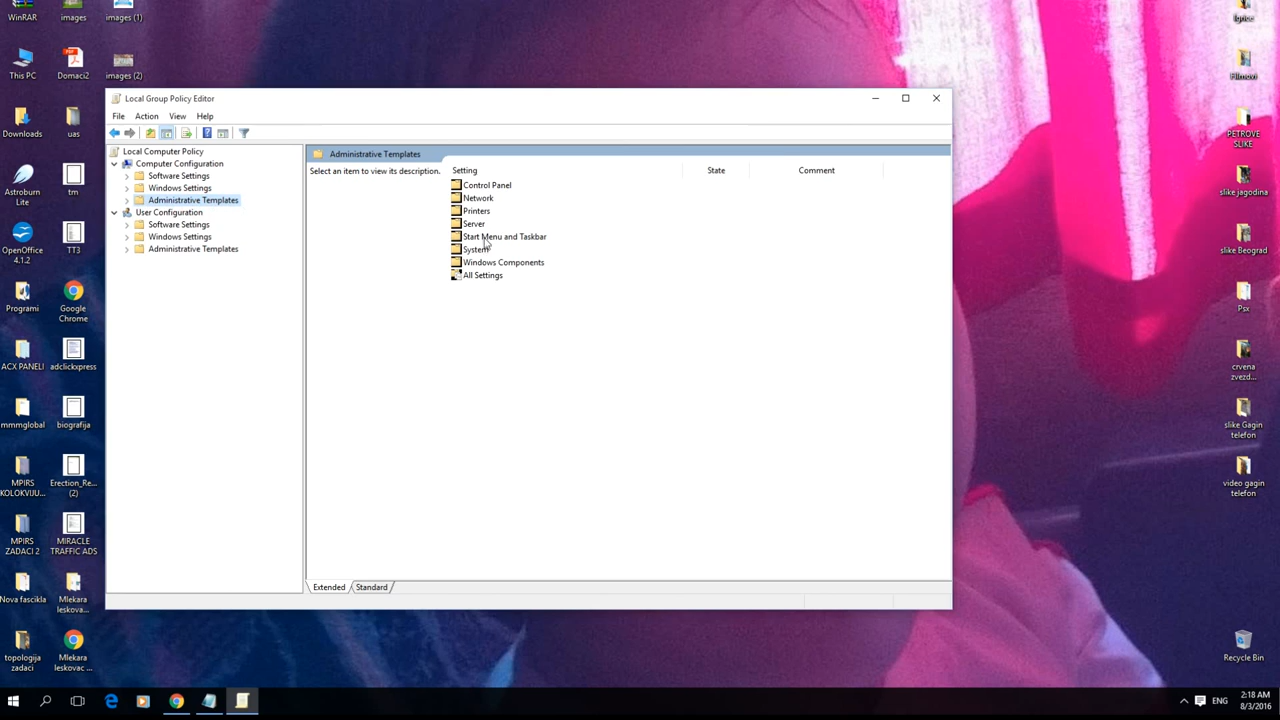 WinRAR
images
images (1)
This PC
Domaci2
images (2)
Downloads
uas
Astroburn
Lite
tm
OpenOffice
4.1.2
TT3
Programi
Google
Chrome
ACX PANELI
adclickxpress
mmmglobal
biografija
MPIRS
KOLOKVIJU...
Erection_Re...
(2)
MPIRS
ZADACI 2
MIRACLE
TRAFFIC ADS
Nova fascikla
Mlekara
leskova...
topologija
zadaci
Mlekara
leskovac ...
Local Group Policy Editor
File Action View Help
Local Computer Policy
Computer Configuration
Software Settings
Windows Settings
Administrative Templates
User Configuration
Software Settings
Windows Settings
Administrative Templates
Administrative Templates
Select an item to view its description.
Setting State Comment
Control Panel
Network
Printers
Server
Start Menu and Taskbar
System
Windows Components
All Settings
Extended Standard
Igrice
Filmovi
PETROVE
SLIKE
slike jagodina
slike Beograd
Psx
crvena
zvezd...
slike Gagin
telefon
video gagin
telefon
Recycle Bin
ENG
2:18 AM
8/3/2016